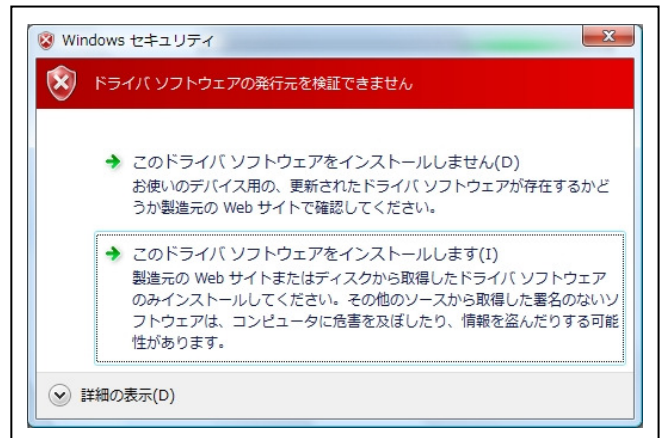 Windows セキュリティ
ドライバ ソフトウェアの発行元を検証できません
このドライバ ソフトウェアをインストールしません(D)
お使いのデバイス用の、更新されたドライバ ソフトウェアが存在するかど
うか製造元の Web サイトで確認してください。
このドライバ ソフトウェアをインストールします(I)
製造元の Web サイトまたはディスクから取得したドライバ ソフトウェア
のみインストールしてください。その他のソースから取得した署名のないソ
フトウェアは、コンピュータに危害を及ぼしたり、情報を盗んだりする可能
性があります。
詳細の表示(D)